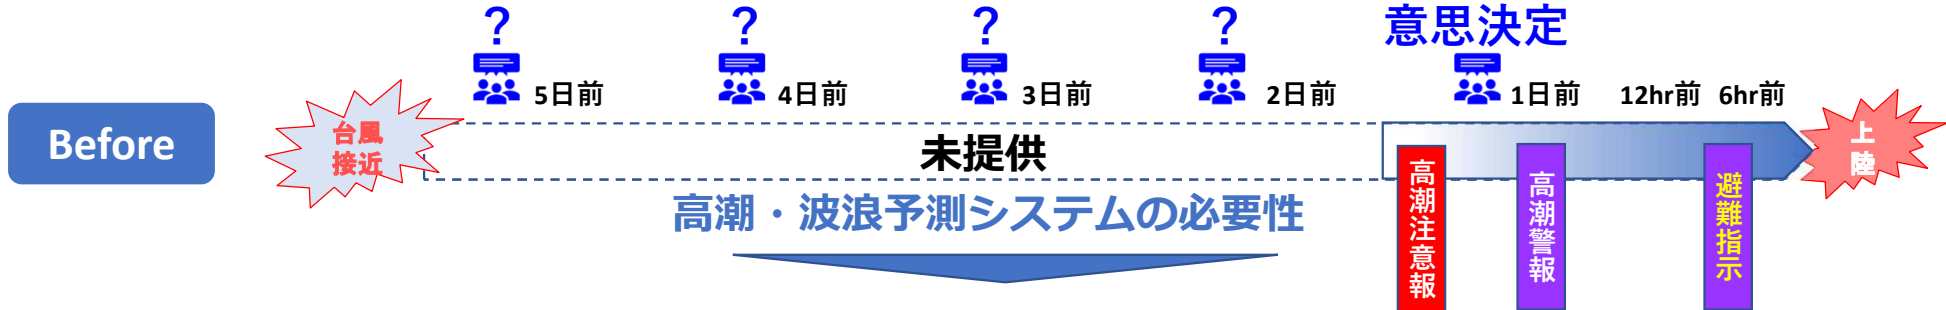 ? ? ? ? 意思決定
5日前 4日前 3日前 2日前 1日前 12hr前 6hr前
Before
台風
接近
未提供
上
陸
高潮・波浪予測システムの必要性
高潮注意報
高潮警報
避難指示